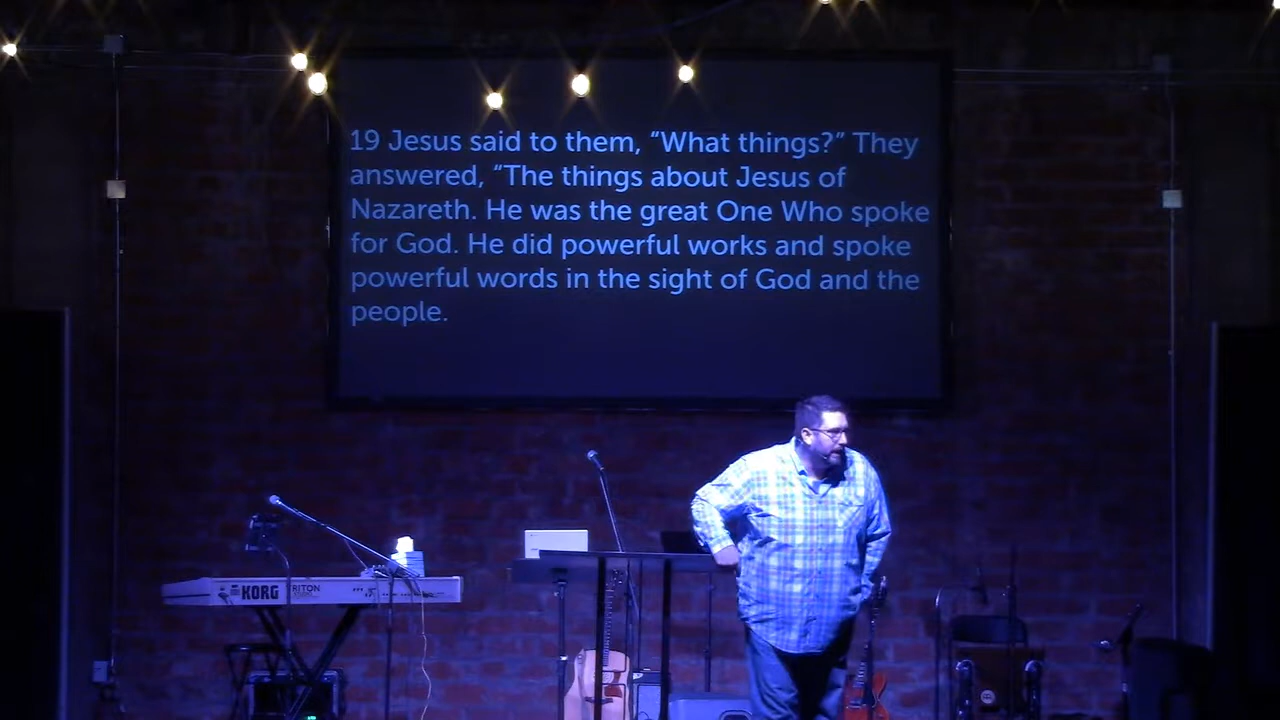 19 Jesus said to them, “What things?” They
answered, “The things about Jesus of
Nazareth. He was the great One Who spoke
for God. He did powerful works and spoke
powerful words in the sight of God and the
people.
KORG
TRITON